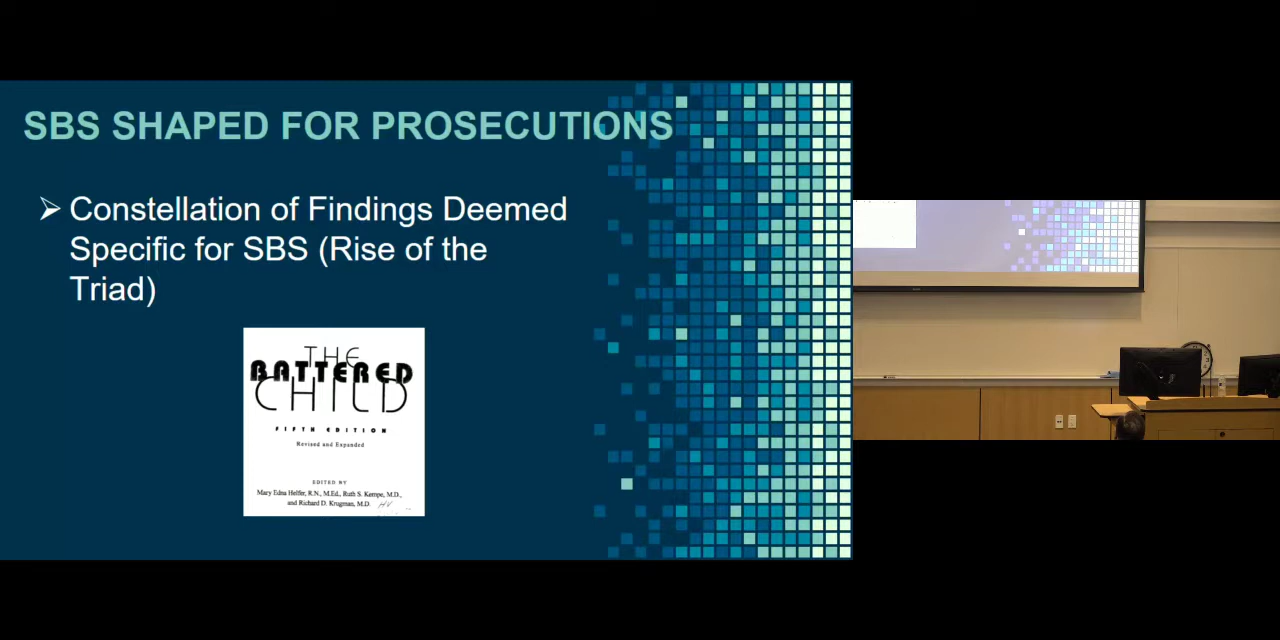 SBS SHAPED FOR PROSECUTIONS
➢ Constellation of Findings Deemed
Specific for SBS (Rise of the
Triad)
THE
BATTERED
CHILD
FIFTH EDITION
Revised and Expanded
EDITED BY
Mary Edna Helfer, R.N., M.Ed., Ruth S. Kempe, M.D.,
and Richard D. Krugman, M.D.